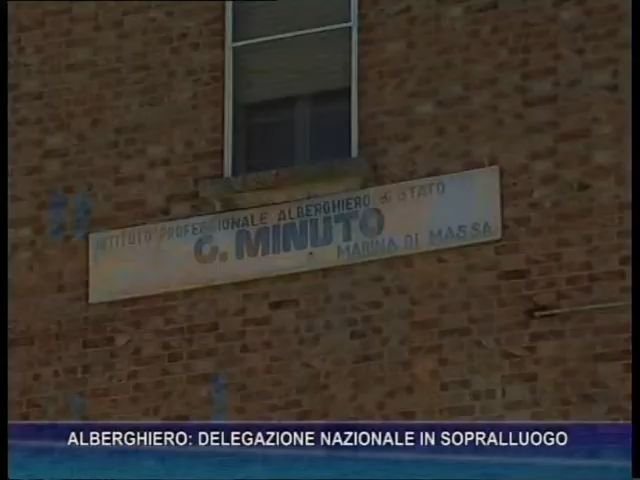 ISTITUTO PROFESSIONALE ALBERGHIERO di STATO
G. MINUTO
MARINA DI MASSA
ALBERGHIERO: DELEGAZIONE NAZIONALE IN SOPRALLUOGO